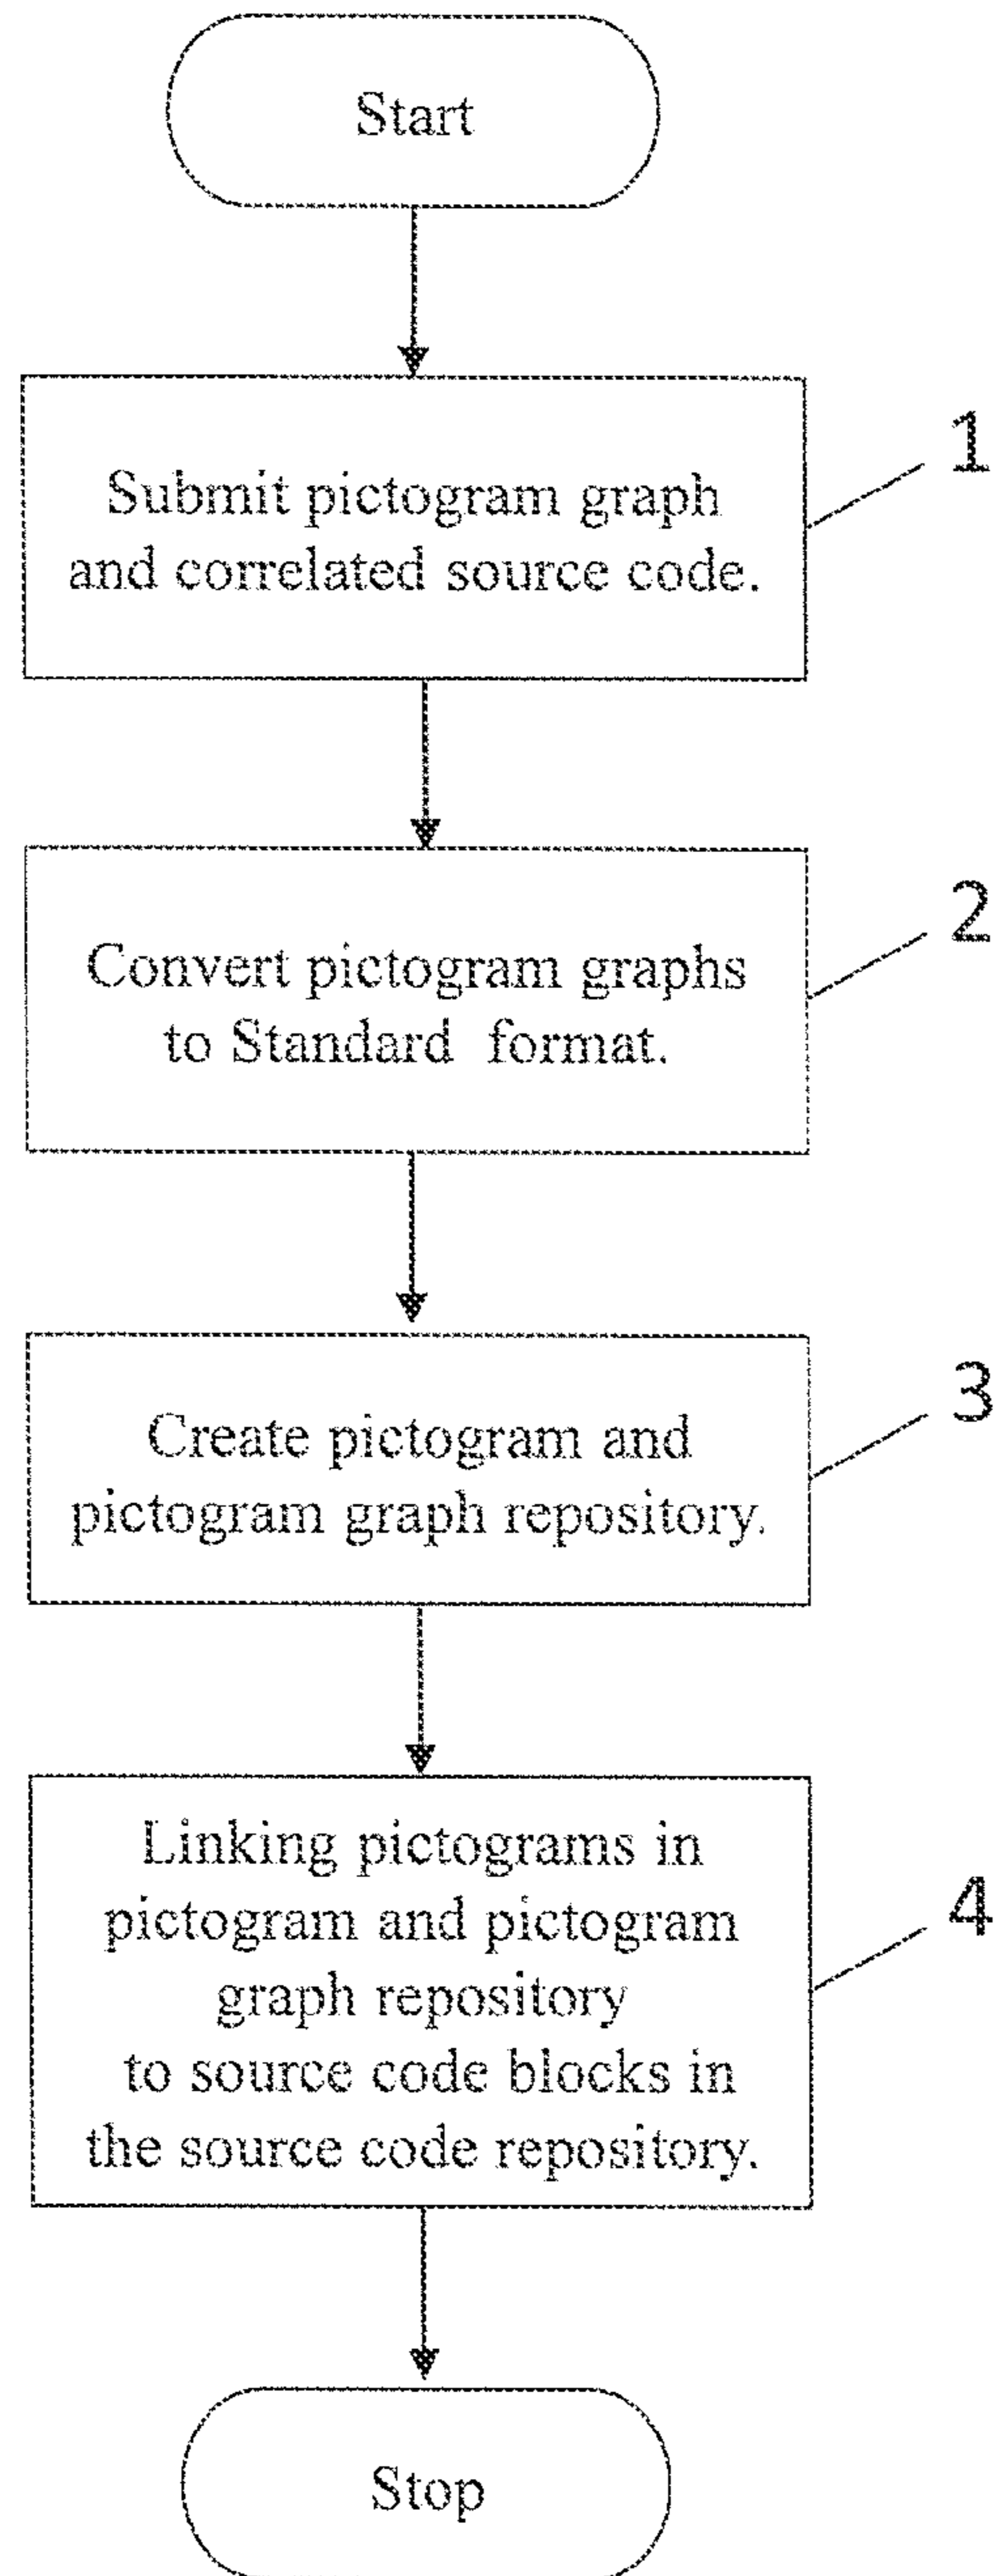 Start
Submit pictogram graph
and correlated source code.
1
Convert pictogram graphs
to Standard format.
2
Create pictogram and
pictogram graph repository.
3
Linking pictograms in
pictogram and pictogram
graph repository
to source code blocks in
the source code repository.
4
Stop